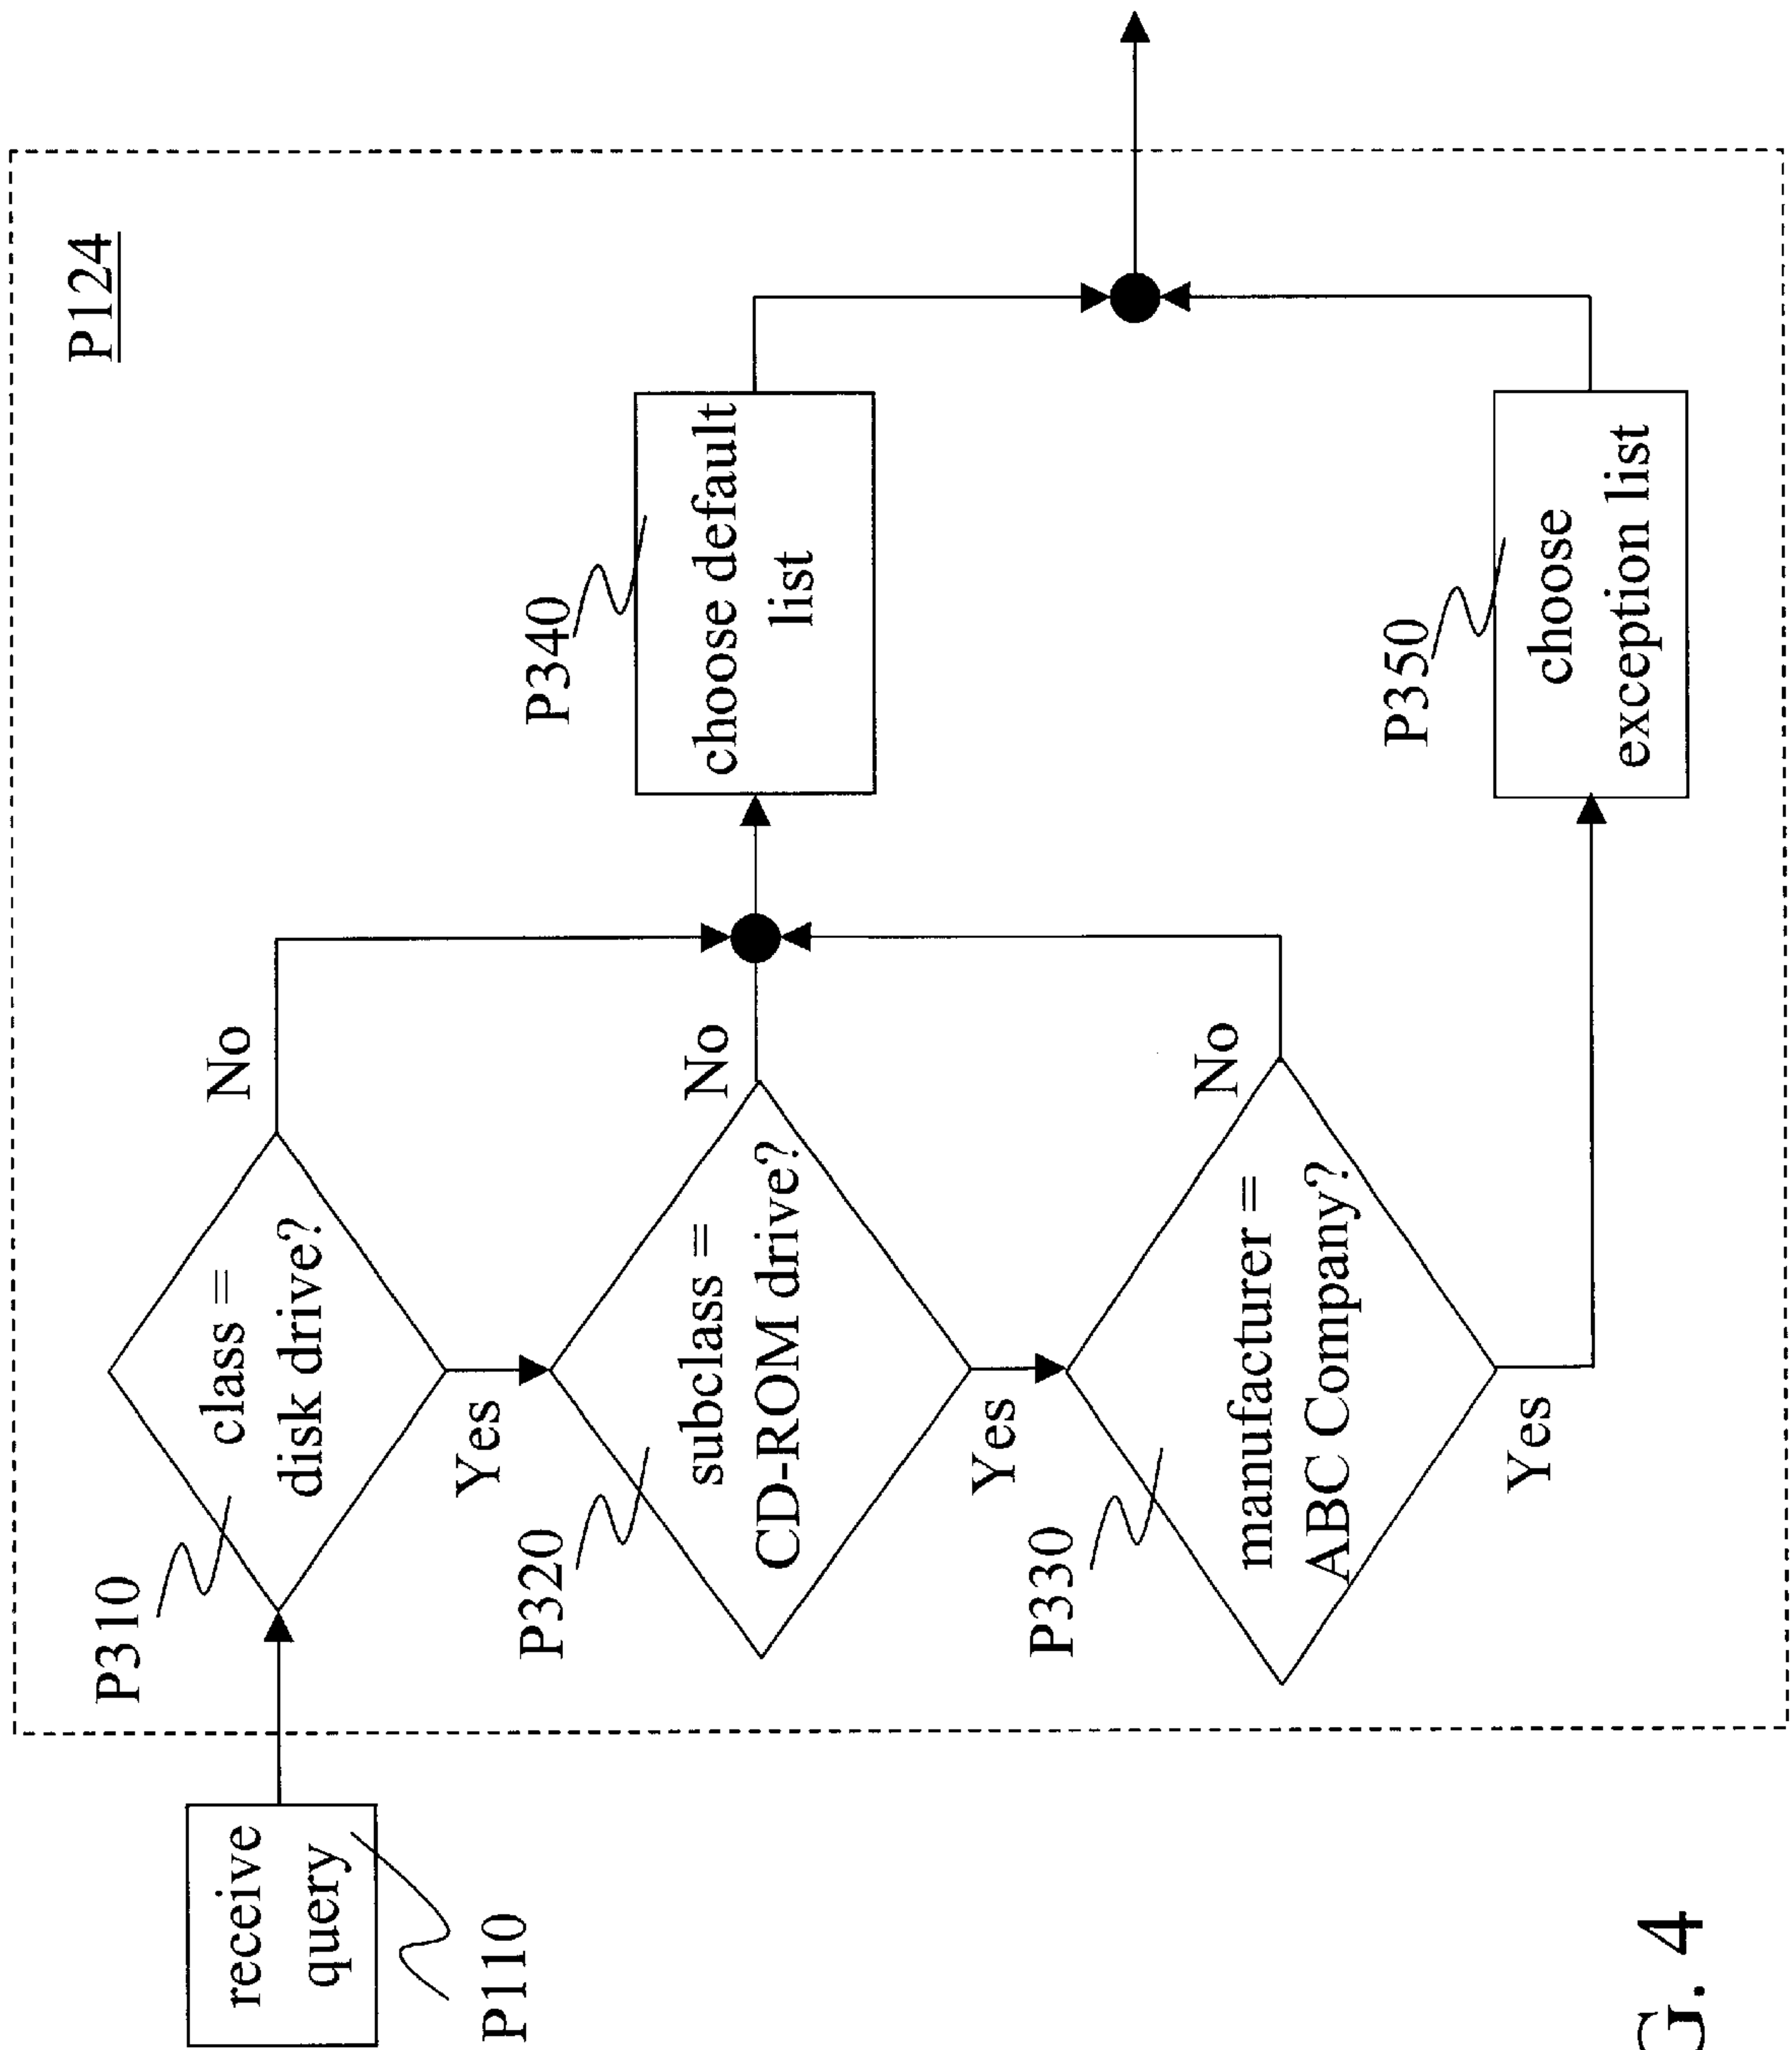 P124
receive
query
P110
P310
class =
disk drive?
No
Yes
P320
subclass =
CD-ROM drive?
No
Yes
P330
manufacturer =
ABC Company?
No
Yes
P340
choose default
list
P350
choose
exception list
G. 4